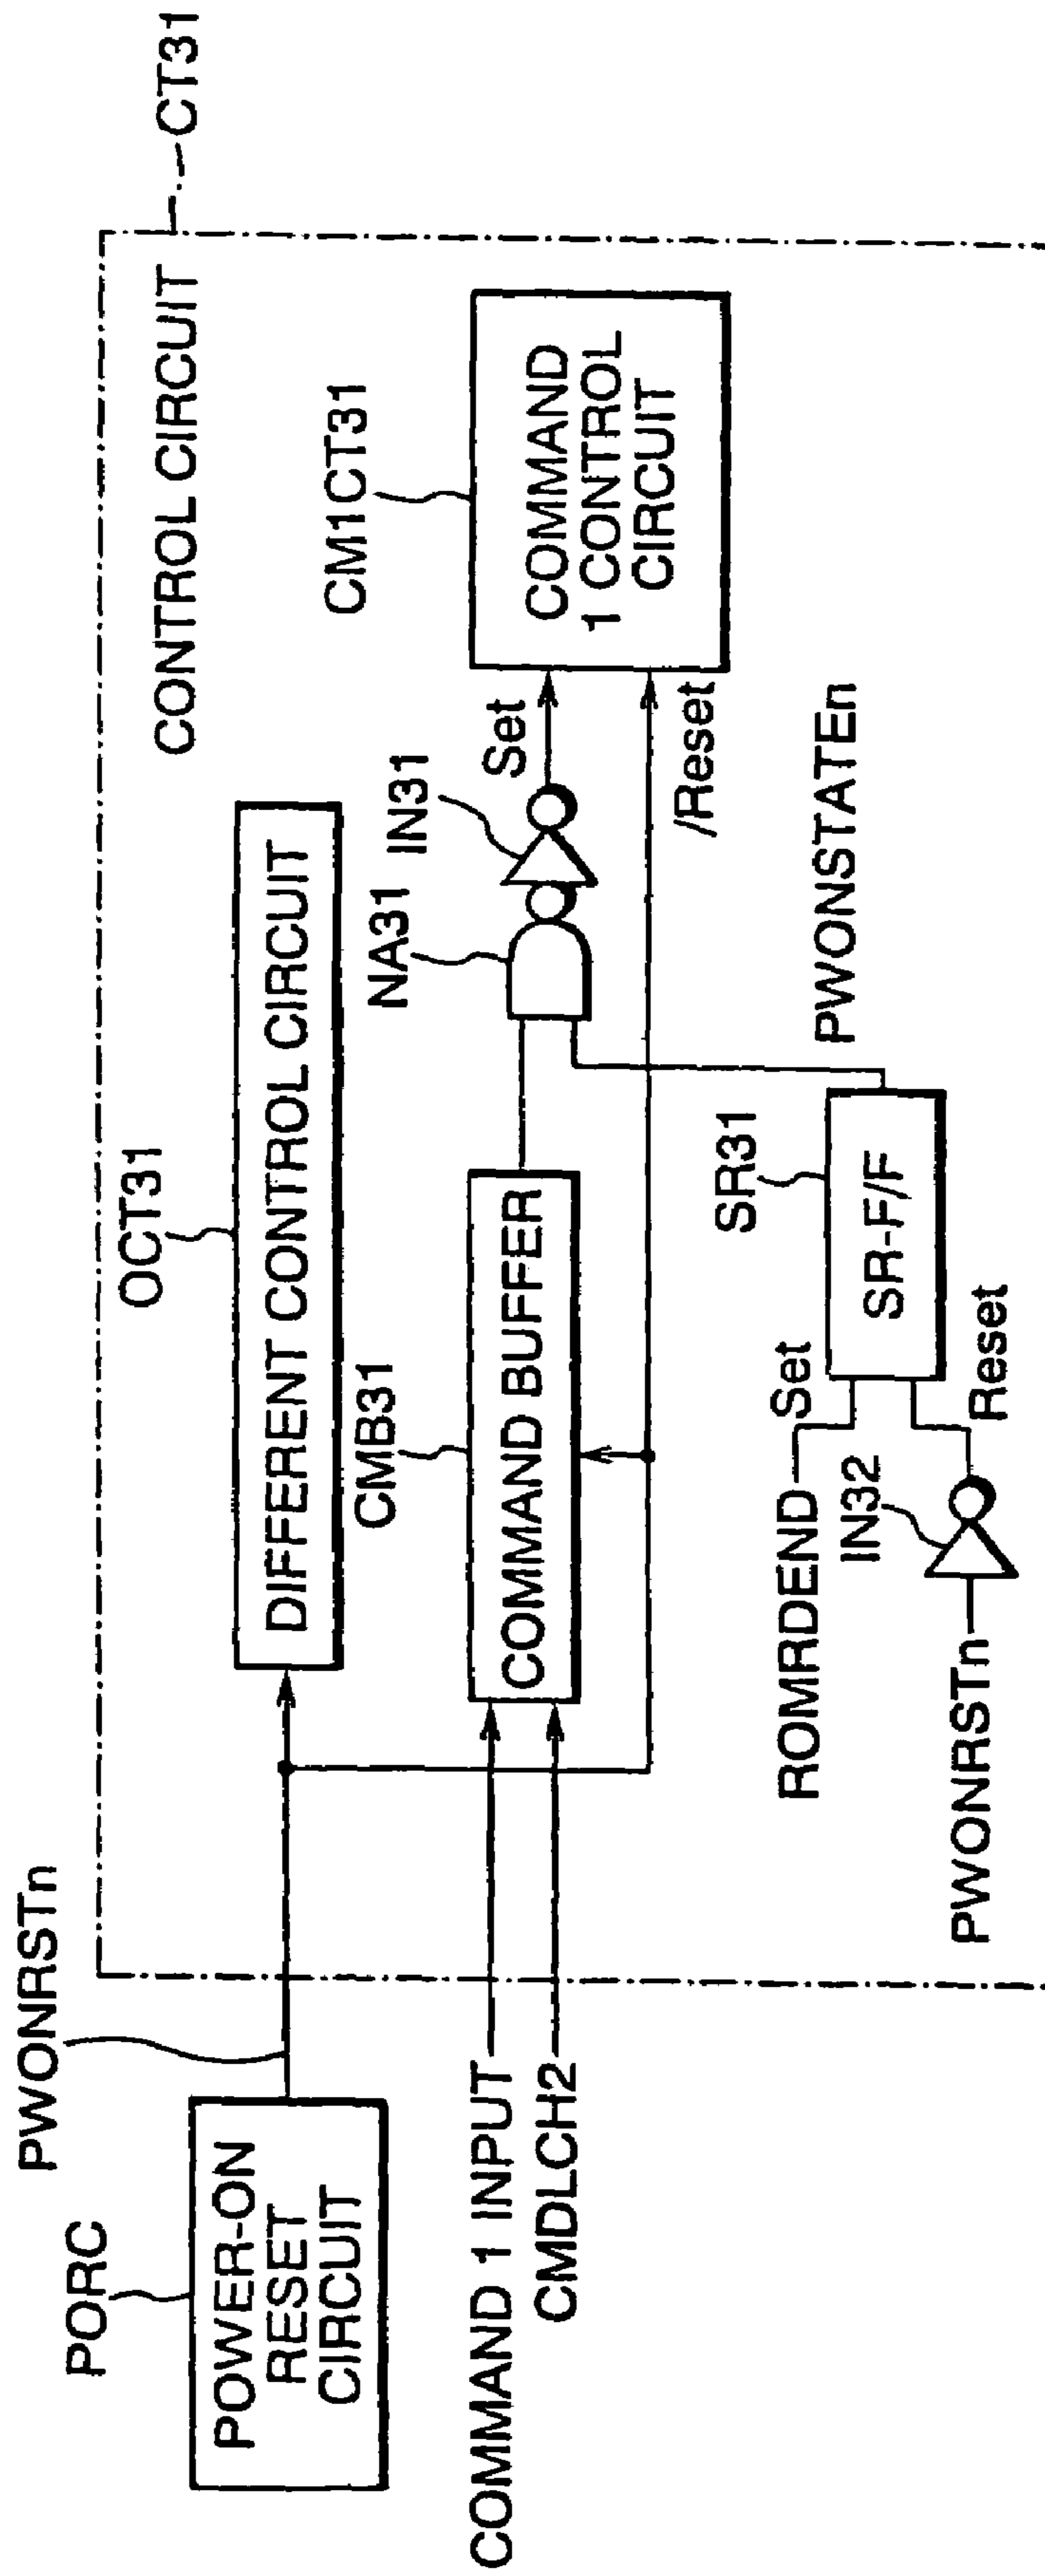 CT31
CONTROL CIRCUIT
PWONRSTn
PORC
POWER-ON
RESET
CIRCUIT
OCT31
DIFFERENT CONTROL CIRCUIT
COMMAND 1 INPUT
CMDLCH2
CMB31
COMMAND BUFFER
NA31
IN31
Set
CM1CT31
COMMAND
1 CONTROL
CIRCUIT
/Reset
ROMRDEND
Set
SR31
SR-F/F
PWONSTATEn
IN32
Reset
PWONRSTn